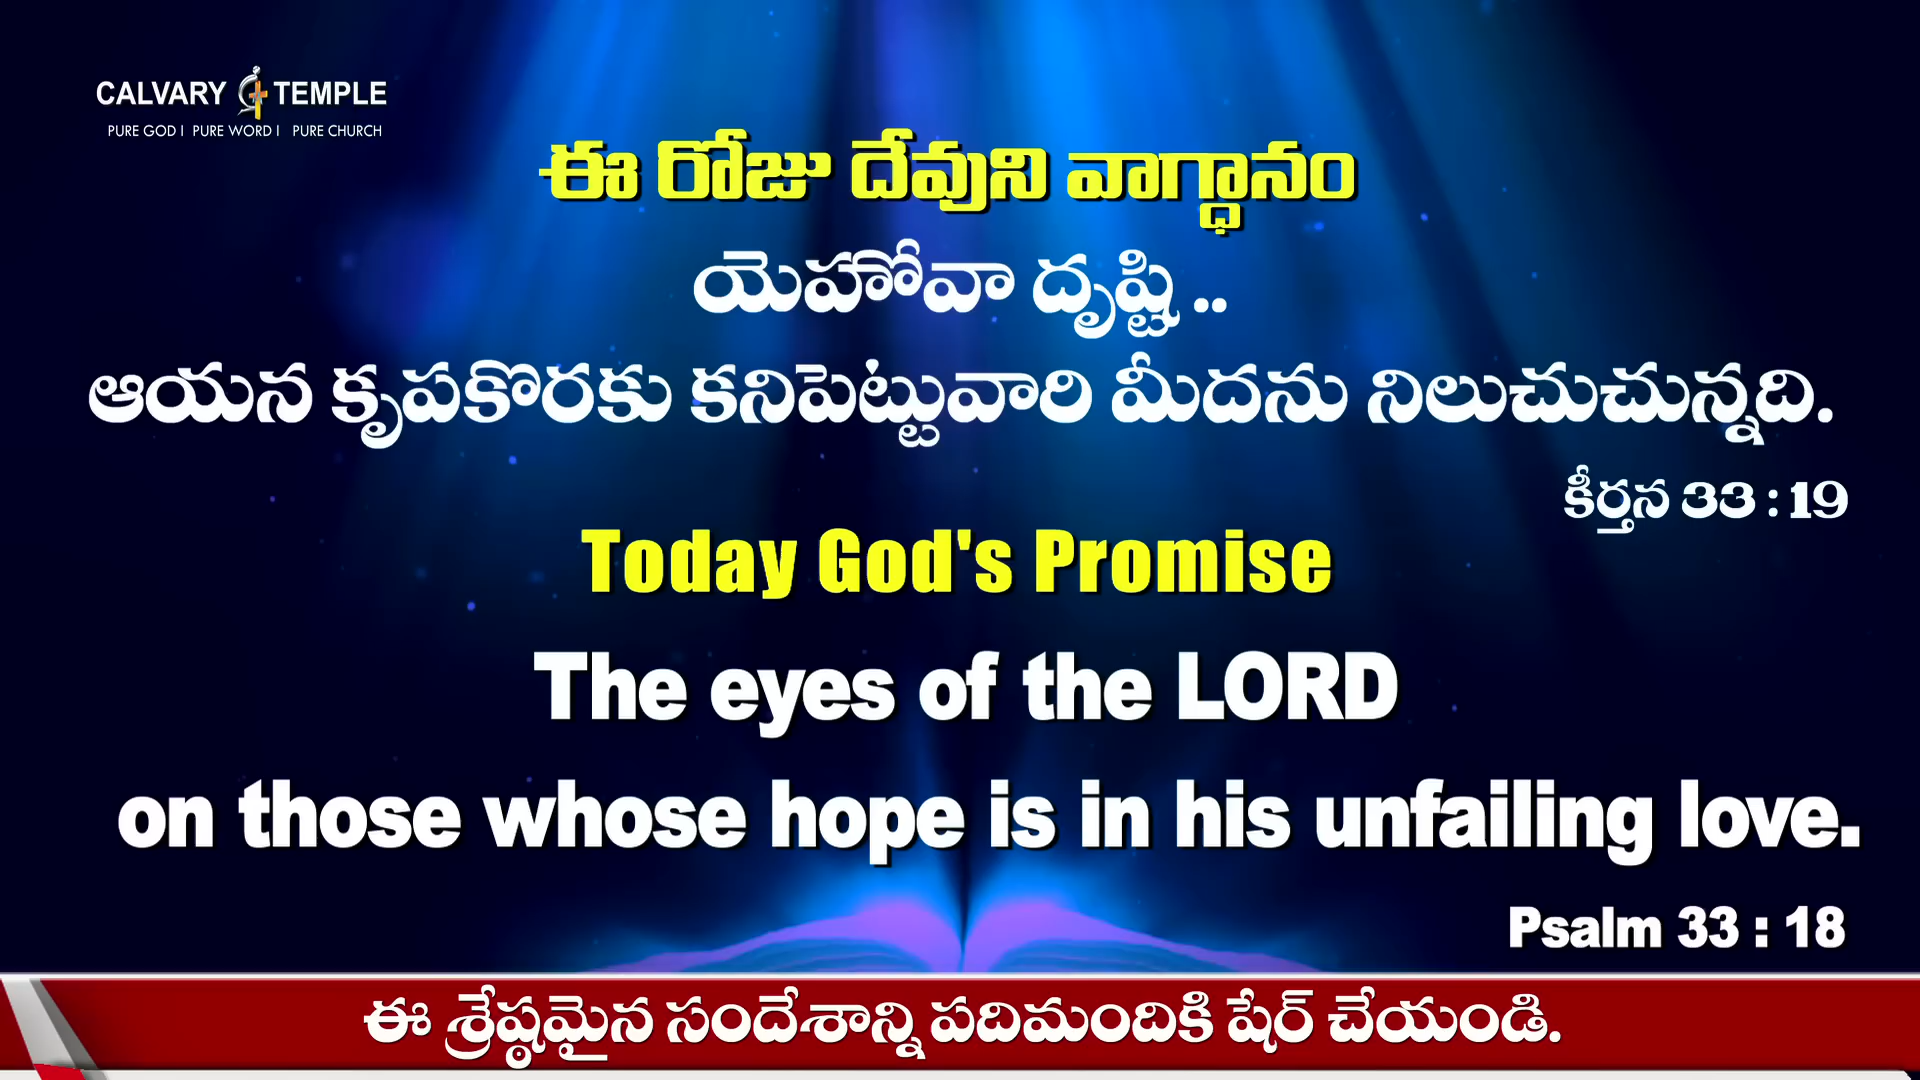 CALVARY TEMPLE
PURE GOD I PURE WORD I PURE CHURCH
ఈ రోజు దేవుని వాగ్ధానం
యెహోవా దృష్టి ..
ఆయన కృపకొరకు కనిపెట్టువారి మీదను నిలుచుచున్నది.
కీర్తన 33 : 19
Today God's Promise
The eyes of the LORD
on those whose hope is in his unfailing love.
Psalm 33 : 18
ఈ శ్రేష్ఠమైన సందేశాన్ని పదిమందికి షేర్ చేయండి.